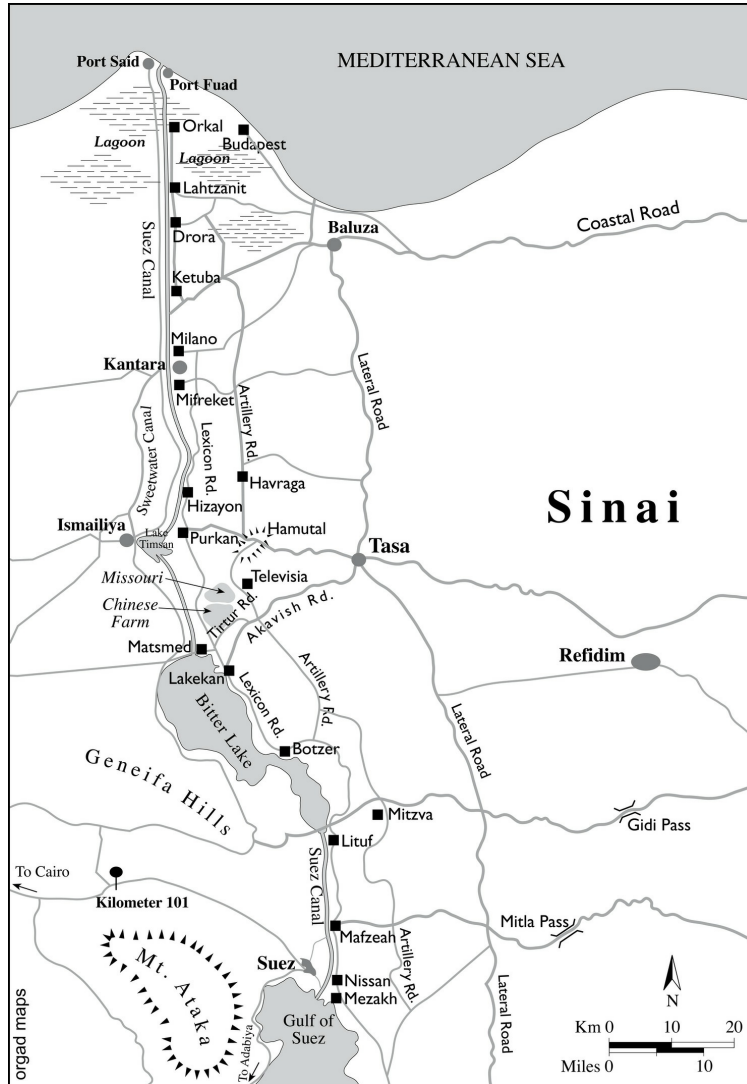 Port Said
MEDITERRANEAN SEA
Port Fuad
Orkal
Budapest
Lagoon
Lagoon
Lahtzanit
Suez Canal
Drora
Baluza
Coastal Road
Ketuba
Milano
Kantara
Mifreket
Lateral Road
Artillery Rd.
Sweetwater Canal
Lexicon Rd.
Havraga
Hizayon
Sinai
Ismailiya
Lake
Timsan
Purkan
Hamutal
Tasa
Missouri
Televisia
Chinese
Farm
Tirtur Rd.
Akavish Rd.
Matsmed
Refidim
Lakekan
Lexicon Rd.
Artillery Rd.
Bitter Lake
Lateral Road
Botzer
Geneifa Hills
Mitzva
Gidi Pass
Lituf
Suez Canal
To Cairo
Kilometer 101
Mitla Pass
Mafzeah
Artillery Rd.
Mt. Ataka
Suez
Nissan
Mezakh
N
Lateral Road
Gulf of
Suez
Km 0 10 20
Miles 0 10
To Adabiya
orgad maps